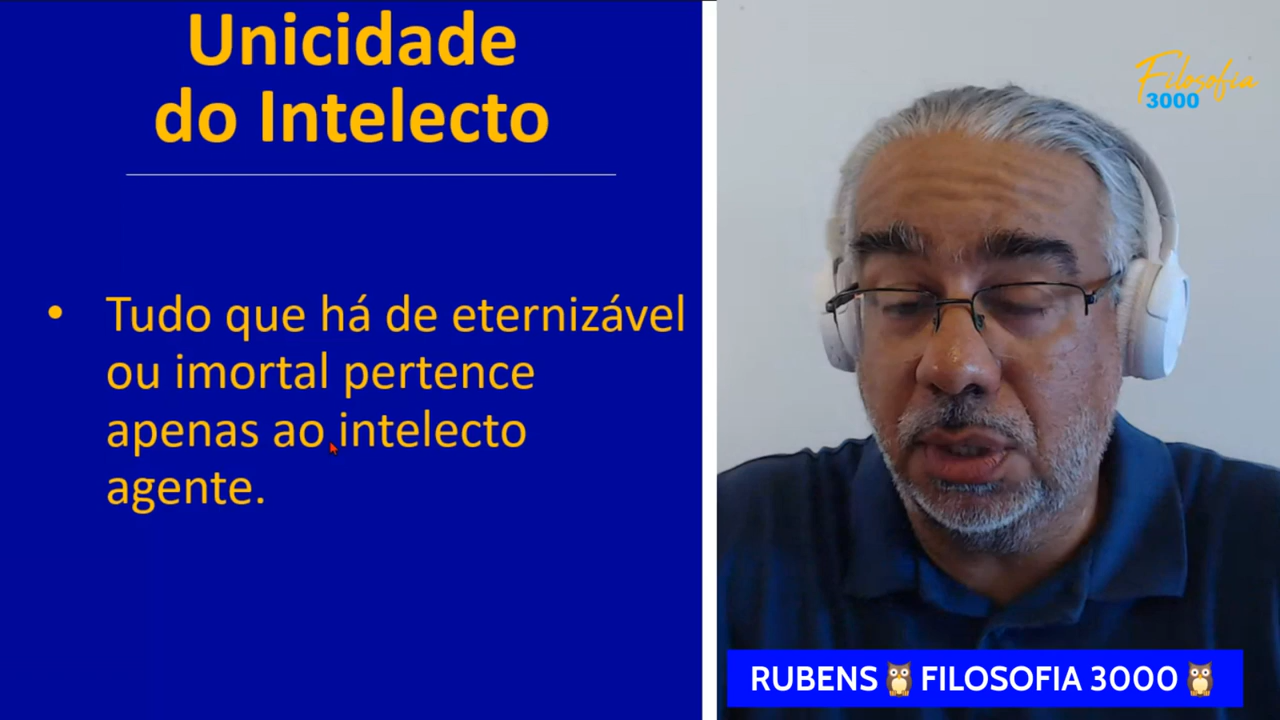 Unicidade
do Intelecto
• Tudo que há de eternizável
ou imortal pertence
apenas ao intelecto
agente.
Filosofia
3000
RUBENS🦉FILOSOFIA 3000🦉